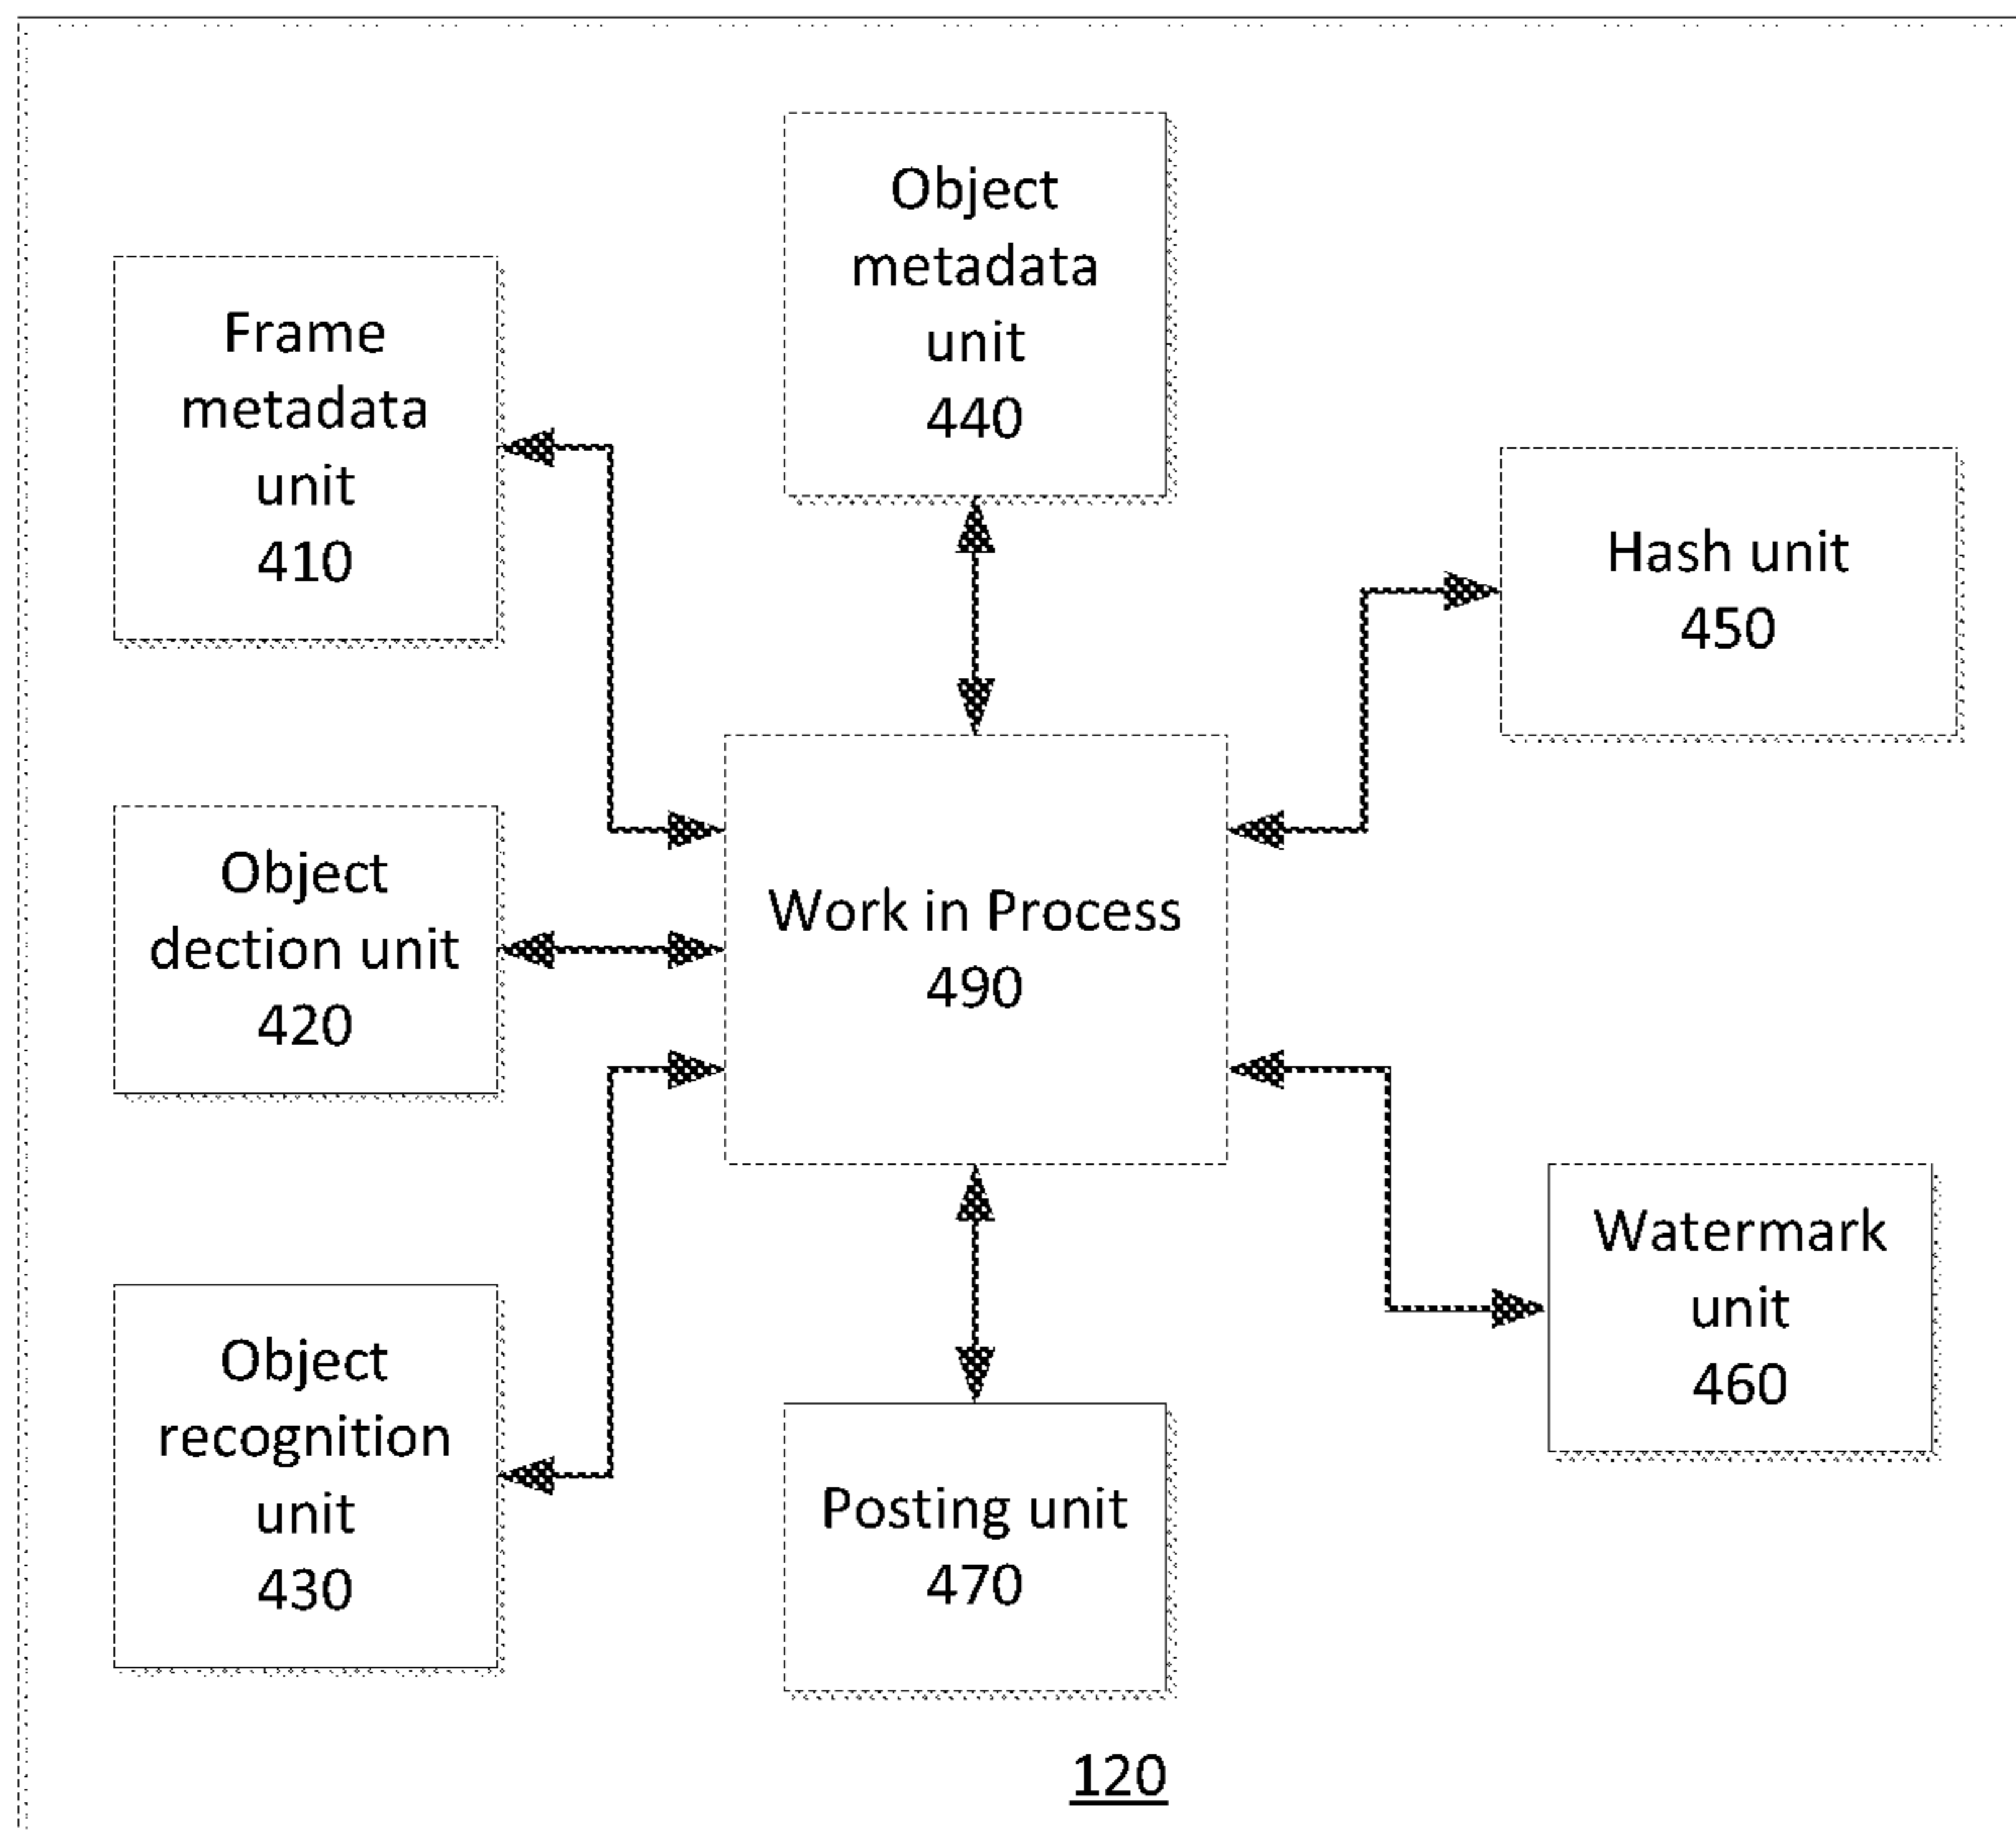 Frame
metadata
unit
410
Object
metadata
unit
440
Hash unit
450
Object
dection unit
420
Work in Process
490
Object
recognition
unit
430
Posting unit
470
Watermark
unit
460
120